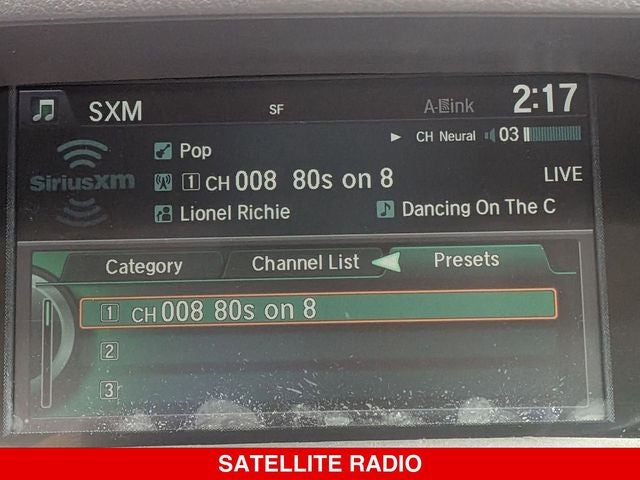 SXM SF A-Link 2:17
CH Neural 03
Pop
SiriusXM 1 CH 008 80s on 8 LIVE
Lionel Richie Dancing On The C
Category Channel List Presets
1 CH 008 80s on 8
2
3
SATELLITE RADIO